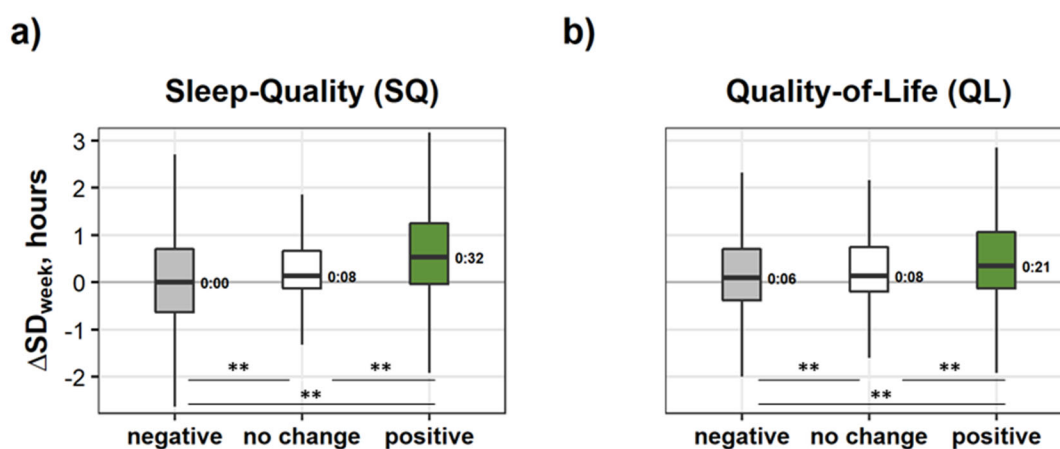 a)
b)
Sleep-Quality (SQ)
Quality-of-Life (QL)
ΔSDweek, hours
3
2
1
0
-1
-2
0:00
0:08
0:32
0:06
0:08
0:21
** **
**
** **
**
negative no change positive
negative no change positive